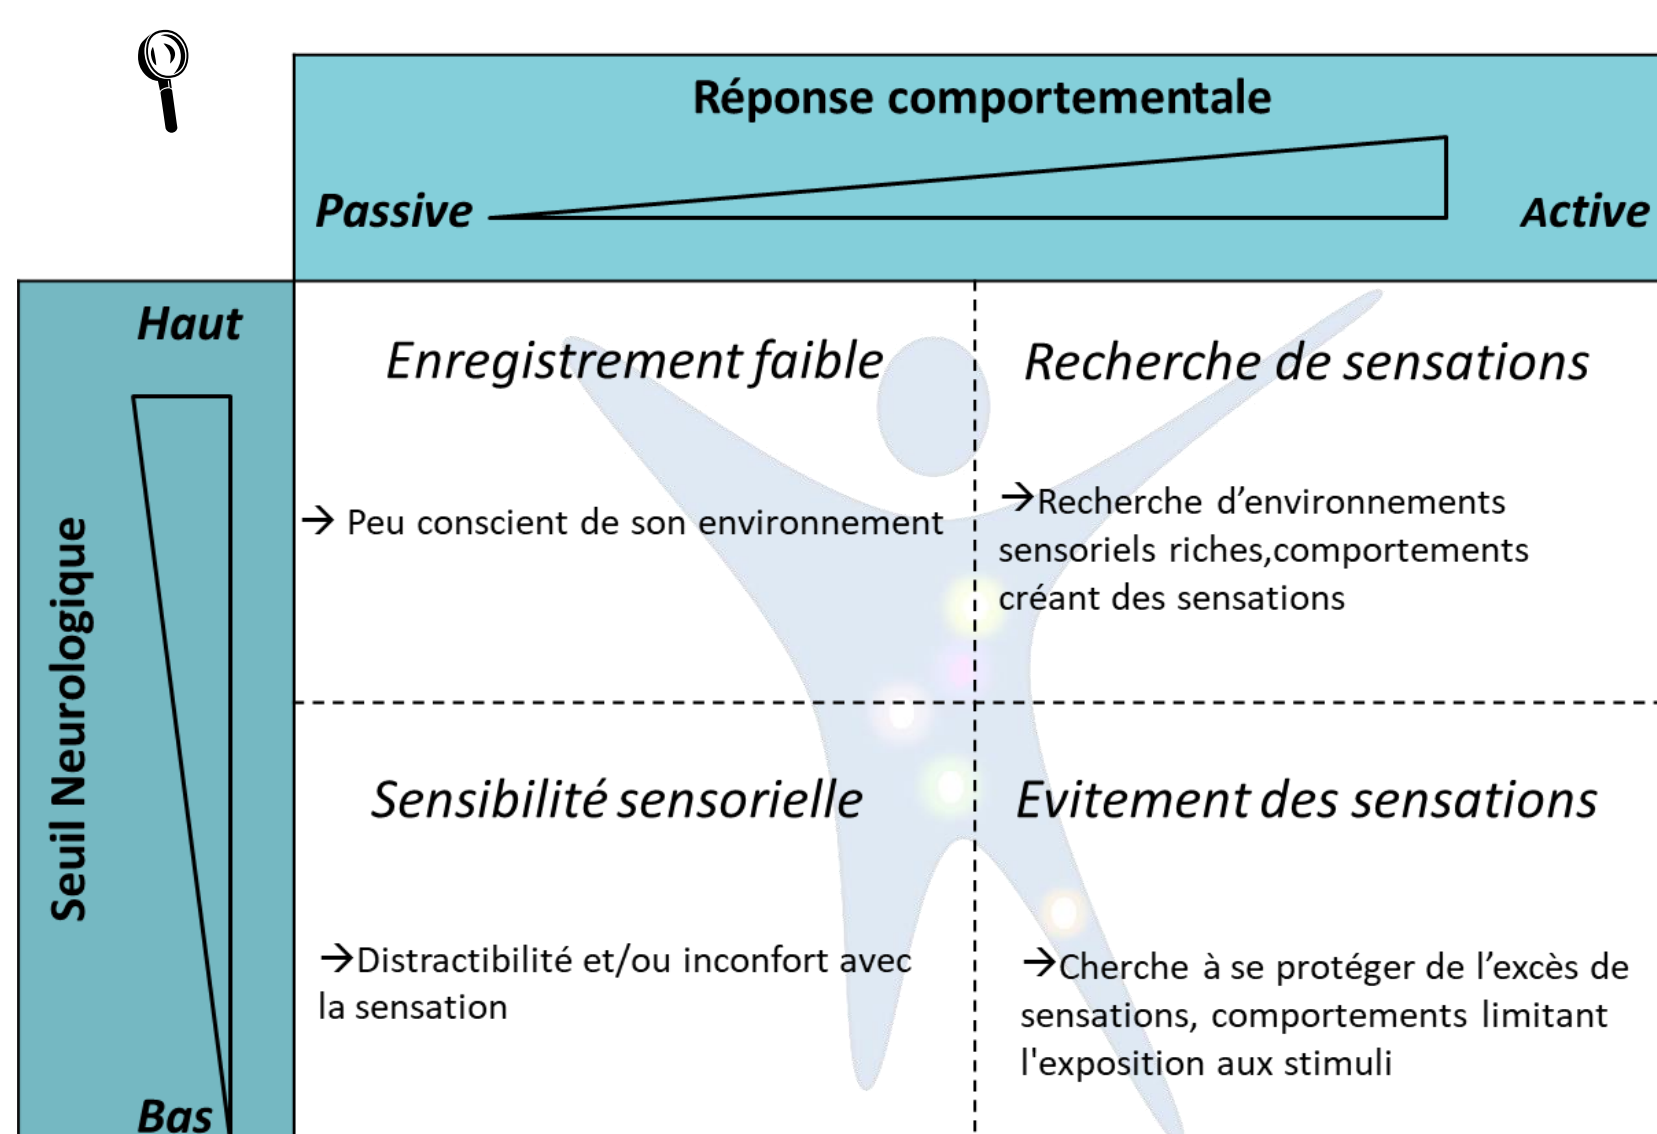 Réponse comportementale
Passive
Active
Haut
Seuil Neurologique
Bas
Enregistrement faible
→ Peu conscient de son environnement
Recherche de sensations
→Recherche d’environnements
sensoriels riches,comportements
créant des sensations
Sensibilité sensorielle
→Distractibilité et/ou inconfort avec
la sensation
Evitement des sensations
→Cherche à se protéger de l’excès de
sensations, comportements limitant
l'exposition aux stimuli